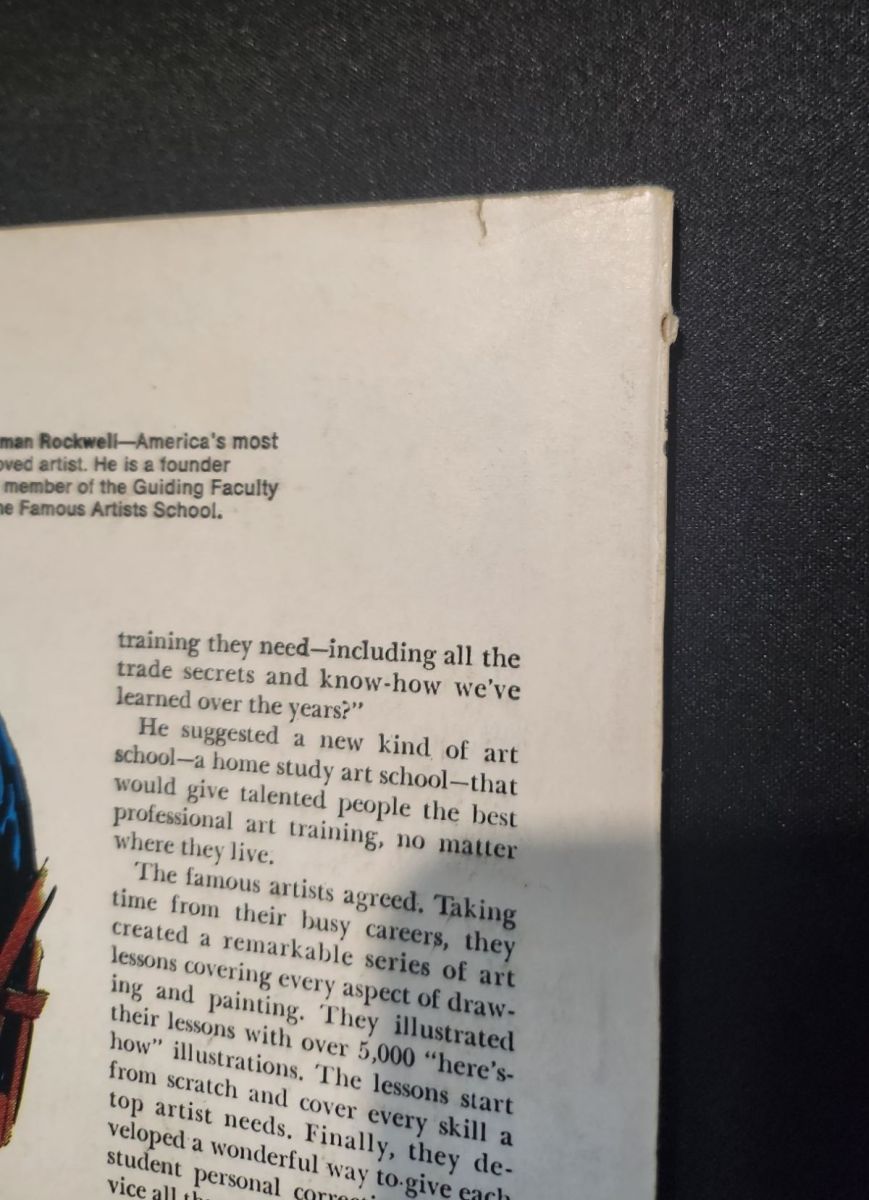 man Rockwell—America's most
oved artist. He is a founder
member of the Guiding Faculty
he Famous Artists School.
training they need—including all the
trade secrets and know-how we've
learned over the years?”
He suggested a new kind of art
school—a home study art school—that
would give talented people the best
professional art training, no matter
where they live.
The famous artists agreed. Taking
time from their busy careers, they
created a remarkable series of art
lessons covering every aspect of draw-
ing and painting. They illustrated
their lessons with over 5,000 “here's-
how” illustrations. The lessons start
from scratch and cover every skill a
top artist needs. Finally, they de-
veloped a wonderful way to give each
student personal
vice all